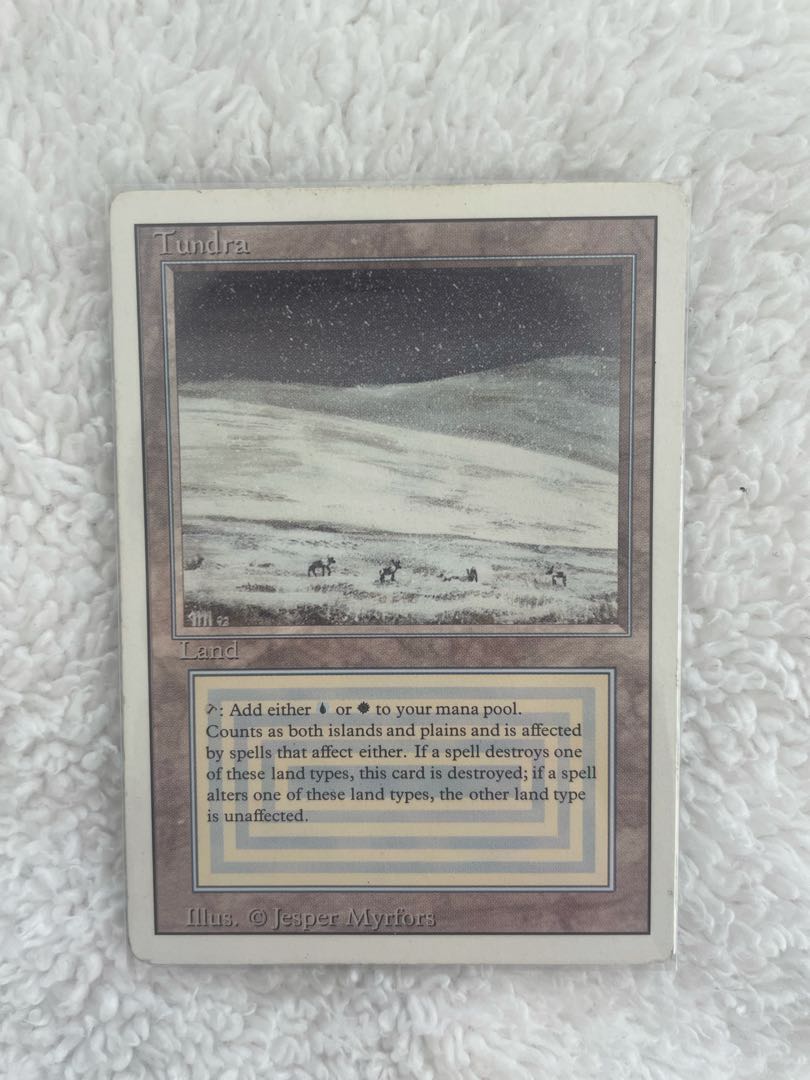 Tundra
JM 93
Land
: Add either or to your mana pool.
Counts as both islands and plains and is affected
by spells that affect either. If a spell destroys one
of these land types, this card is destroyed; if a spell
alters one of these land types, the other land type
is unaffected.
Illus. © Jesper Myrfors